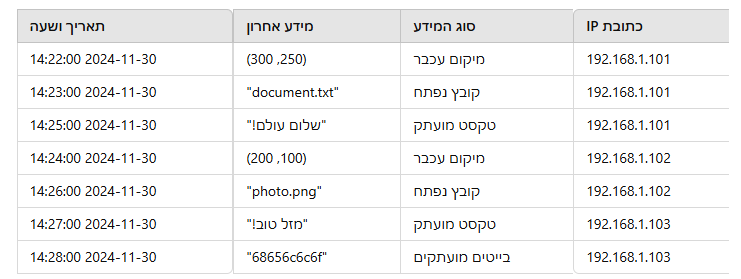 כתובת IP	סוג המידע	מידע אחרון	תאריך ושעה
192.168.1.101	מיקום עכבר	(300 ,250)	14:22:00 2024-11-30
192.168.1.101	קובץ נפתח	"document.txt"	14:23:00 2024-11-30
192.168.1.101	טקסט מועתק	"שלום עולם!"	14:25:00 2024-11-30
192.168.1.102	מיקום עכבר	(200 ,100)	14:24:00 2024-11-30
192.168.1.102	קובץ נפתח	"photo.png"	14:26:00 2024-11-30
192.168.1.103	טקסט מועתק	"מזל טוב!"	14:27:00 2024-11-30
192.168.1.103	בייטים מועתקים	"68656c6c6f"	14:28:00 2024-11-30